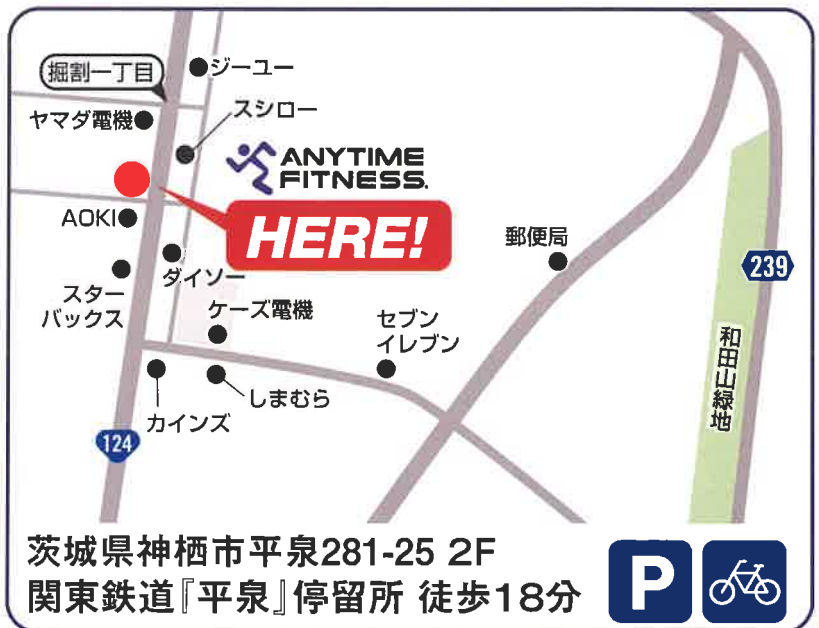 掘割一丁目
ジーユー
ヤマダ電機
スシロー
ANYTIME
FITNESS.
HERE!
AOKI
ダイソー
スター
バックス
郵便局
239
ケーズ電機
セブン
イレブン
和田山緑地
しまむら
カインズ
124
茨城県神栖市平泉281-25 2F
関東鉄道『平泉』停留所 徒歩18分
P